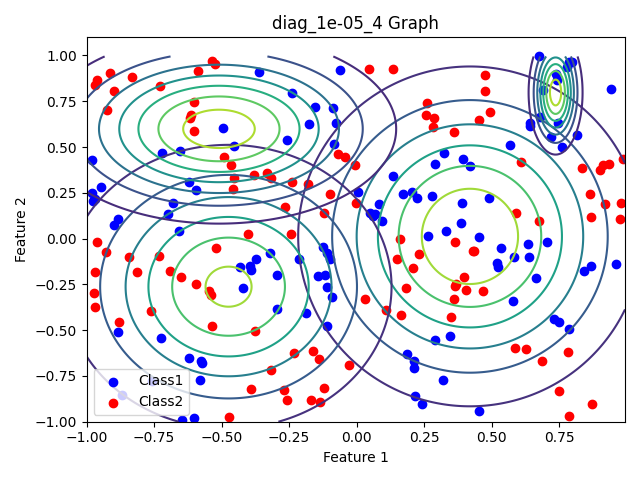 diag_1e-05_4 Graph
1.00
0.75
0.50
0.25
0.00
−0.25
−0.50
−0.75
−1.00
Feature 2
Class1
Class2
−1.00 −0.75 −0.50 −0.25 0.00 0.25 0.50 0.75
Feature 1